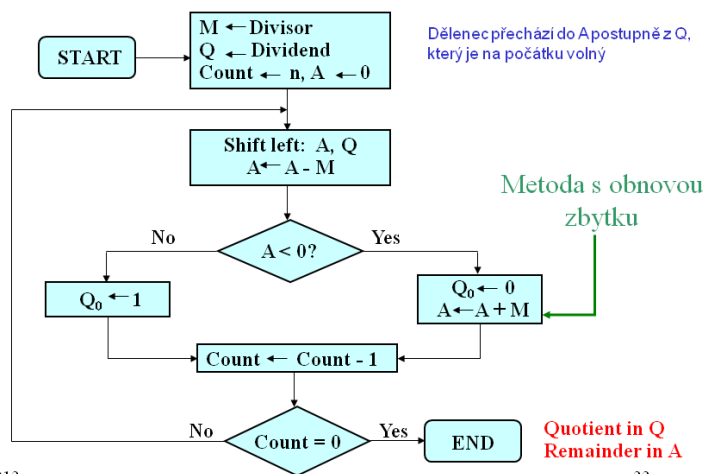 M ← Divisor
Q ← Dividend
Count ← n, A ← 0
Dělenec přechází do A postupně z Q,
který je na počátku volný
START
Shift left: A, Q
A ← A - M
Metoda s obnovou
zbytku
No
A < 0?
Yes
Q₀ ← 1
Q₀ ← 0
A ← A + M
Count ← Count - 1
No
Count = 0
Yes
END
Quotient in Q
Remainder in A